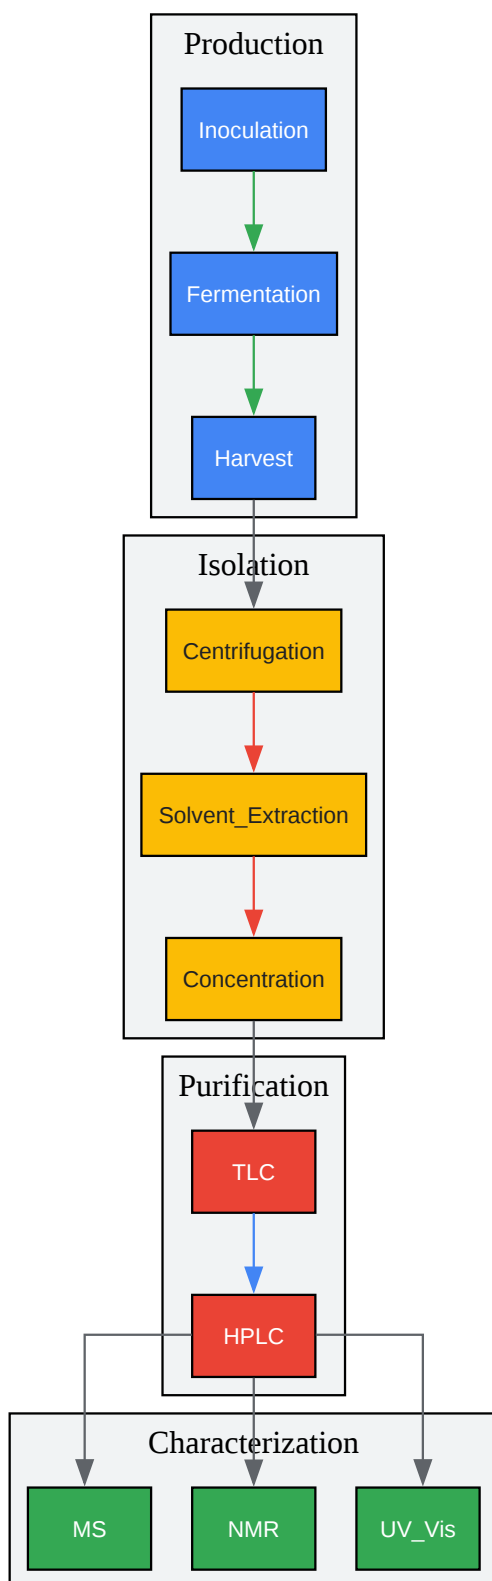 Production
Inoculation
Fermentation
Harvest
Isolation
Centrifugation
Solvent_Extraction
Concentration
Purification
TLC
HPLC
Characterization
MS
NMR
UV_Vis